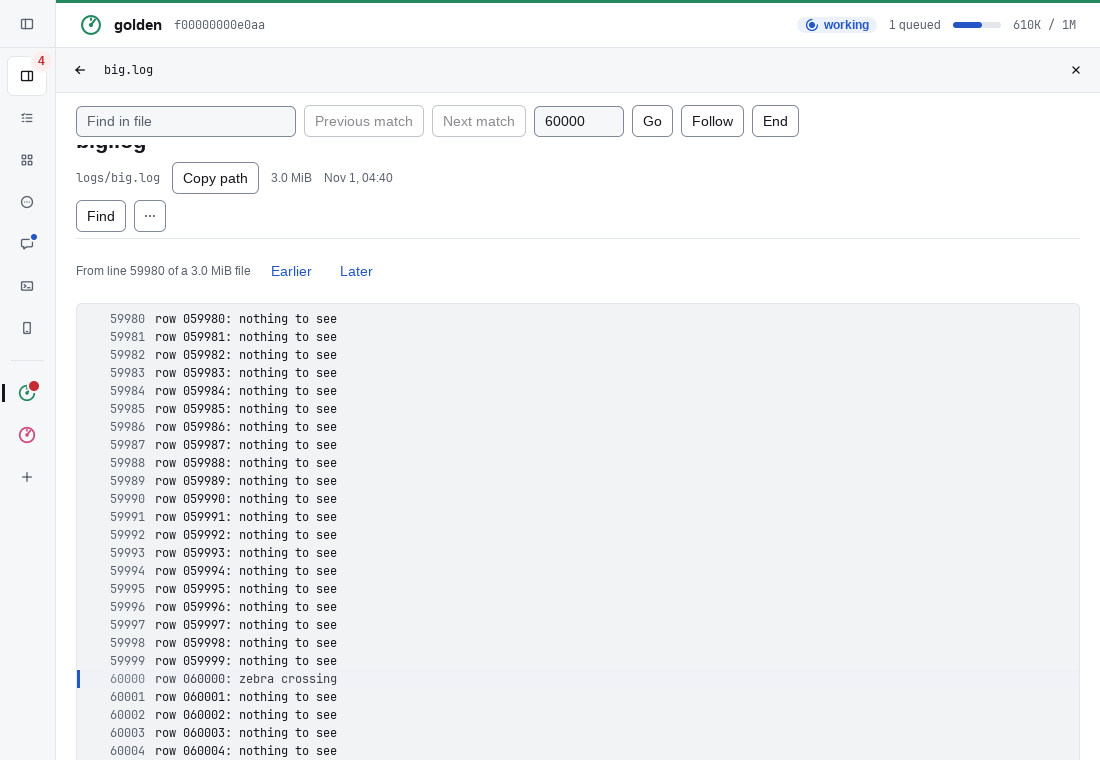 golden f00000000e0aa working 1 queued 610K / 1M
4
big.log
Find in file Previous match Next match 60000 Go Follow End
big.log
logs/big.log Copy path 3.0 MiB Nov 1, 04:40
Find ···
From line 59980 of a 3.0 MiB file Earlier Later
59980 row 059980: nothing to see
59981 row 059981: nothing to see
59982 row 059982: nothing to see
59983 row 059983: nothing to see
59984 row 059984: nothing to see
59985 row 059985: nothing to see
59986 row 059986: nothing to see
59987 row 059987: nothing to see
59988 row 059988: nothing to see
59989 row 059989: nothing to see
59990 row 059990: nothing to see
59991 row 059991: nothing to see
59992 row 059992: nothing to see
59993 row 059993: nothing to see
59994 row 059994: nothing to see
59995 row 059995: nothing to see
59996 row 059996: nothing to see
59997 row 059997: nothing to see
59998 row 059998: nothing to see
59999 row 059999: nothing to see
60000 row 060000: zebra crossing
60001 row 060001: nothing to see
60002 row 060002: nothing to see
60003 row 060003: nothing to see
60004 row 060004: nothing to see